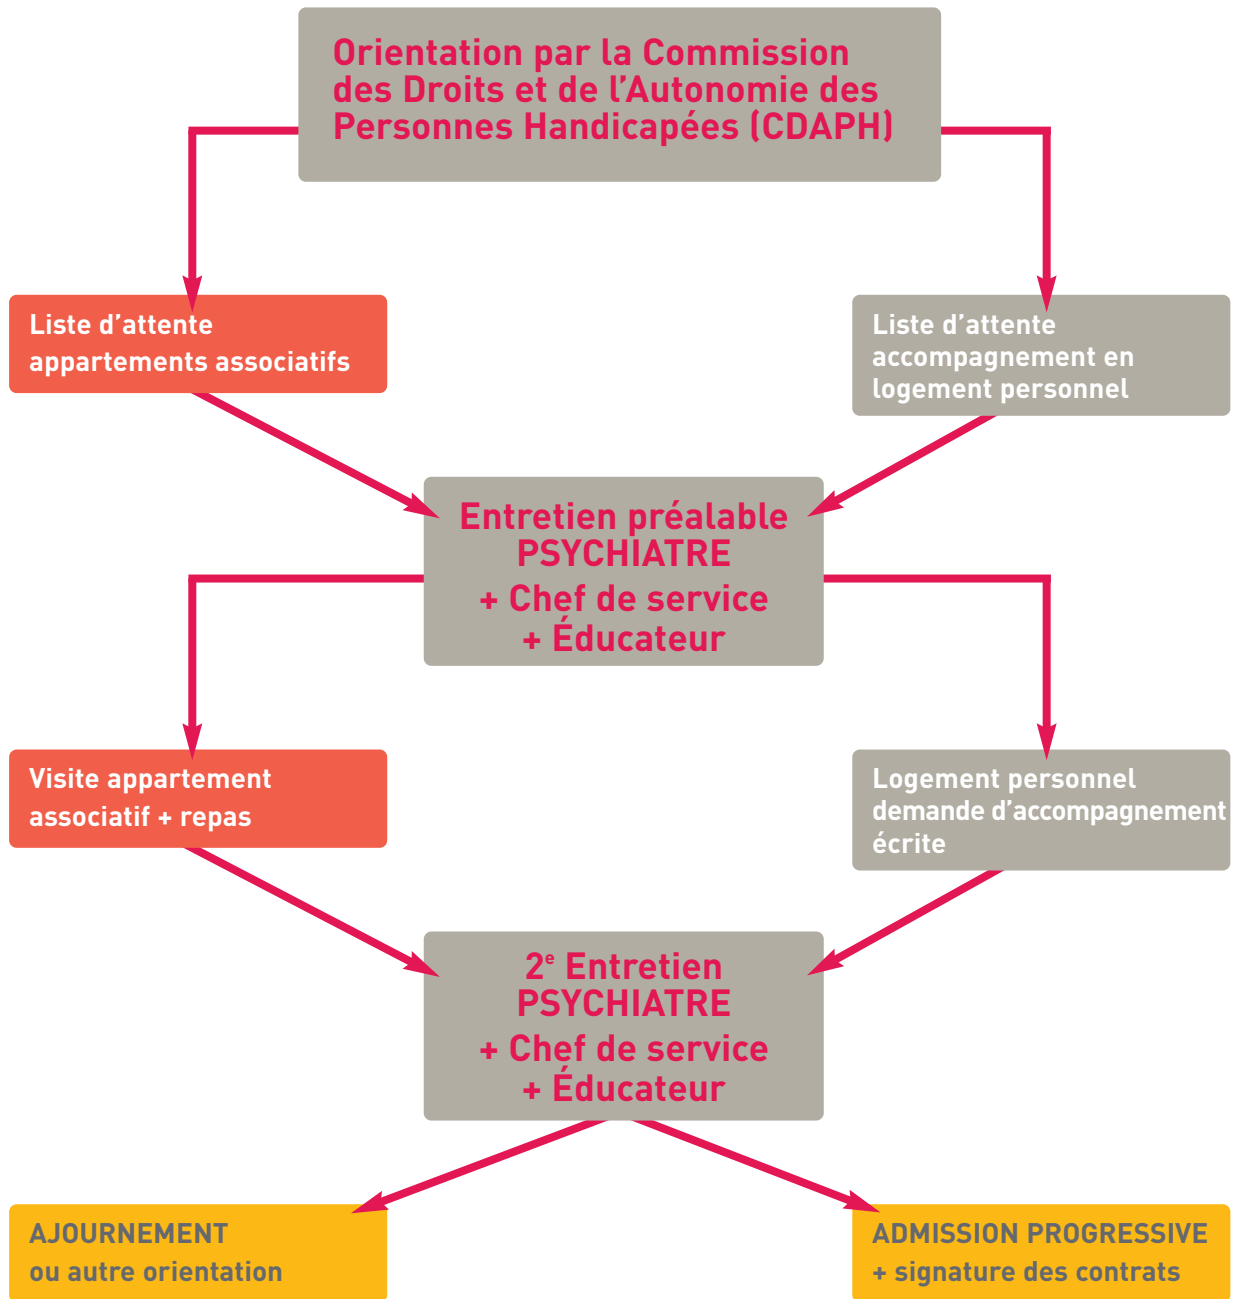 Orientation par la Commission
des Droits et de l’Autonomie des
Personnes Handicapées (CDAPH)
Liste d’attente
appartements associatifs
Liste d’attente
accompagnement en
logement personnel
Entretien préalable
PSYCHIATRE
+ Chef de service
+ Éducateur
Visite appartement
associatif + repas
Logement personnel
demande d’accompagnement
écrite
2e Entretien
PSYCHIATRE
+ Chef de service
+ Éducateur
AJOURNEMENT
ou autre orientation
ADMISSION PROGRESSIVE
+ signature des contrats